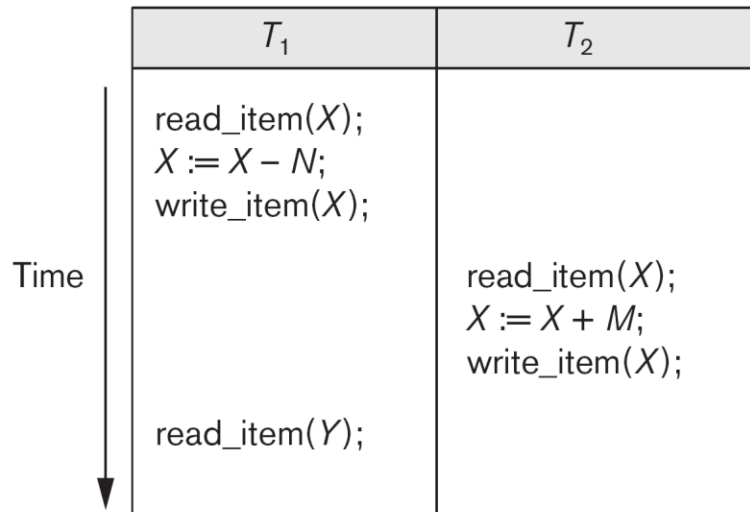 T₁ T₂
read_item(X);
X := X – N;
write_item(X);
Time
read_item(X);
X := X + M;
write_item(X);
read_item(Y);